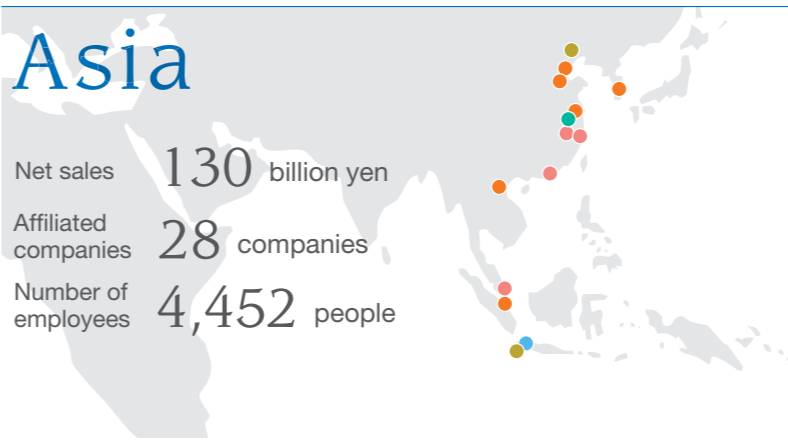 Asia
Net sales 130 billion yen
Affiliated
companies 28 companies
Number of
employees 4,452 people